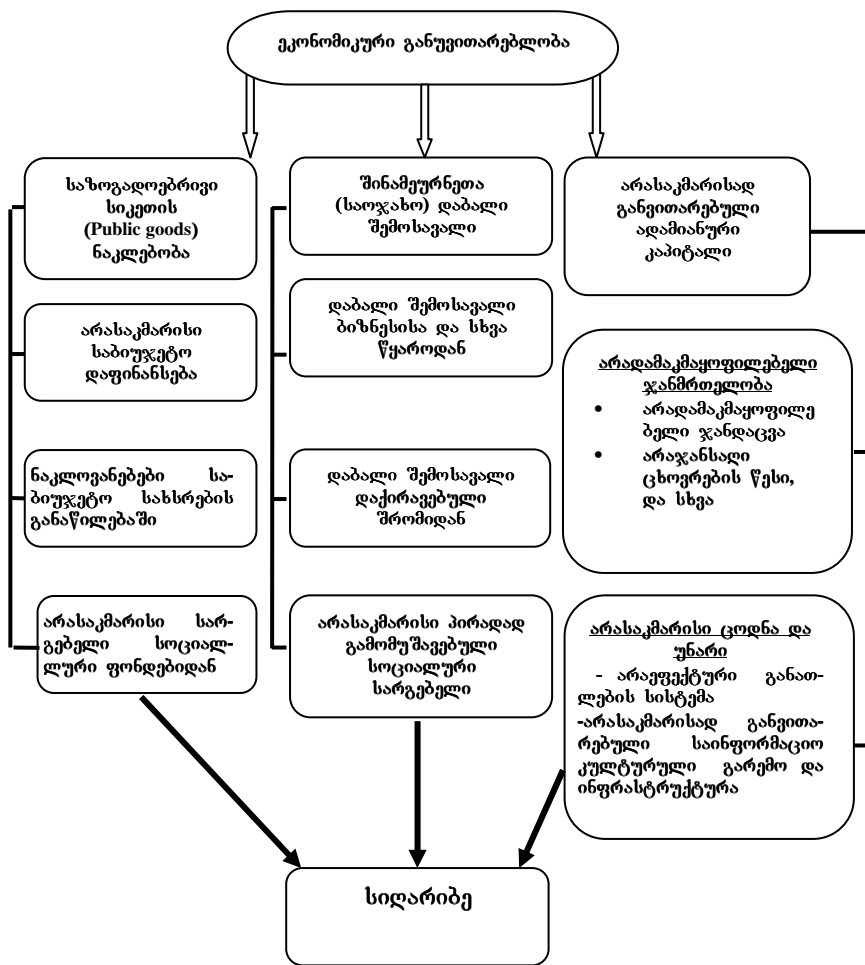 ეკონომიკური განუვითარებლობა
საზოგადოებრივი
სიკეთის
(Public goods)
ნაკლებობა
არასაკმარისი
საბიუჯეტო
დაფინანსება
ნაკლოვანებები სა-
ბიუჯეტო სახსრების
განაწილებაში
არასაკმარისი სარ-
გებელი სოციალ-
ლური ფონდებიდან
შინამეურნეთა
(საოჯახო) დაბალი
შემოსავალი
დაბალი შემოსავალი
ბიზნესისა და სხვა
წყაროდან
დაბალი შემოსავალი
დაქირავებული
შრომიდან
არასაკმარისი პირადად
გამომუშავებული
სოციალური
სარგებელი
არასაკმარისად
განვითარებული
ადამიანური
კაპიტალი
არადამაკმაყოფილებელი
ჯანმრთელობა
• არადამაკმაყოფილე
ბელი ჯანდაცვა
• არაჯანსაღი
ცხოვრების წესი,
და სხვა
არასაკმარისი ცოდნა და
უნარი
- არაეფექტური განათ-
ლების სისტემა
-არასაკმარისად განვითა-
რებული საინფორმაციო
კულტურული გარემო და
ინფრასტრუქტურა
სიღარიბე